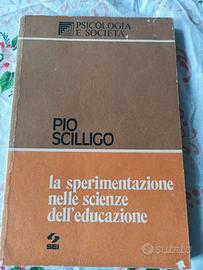 PSICOLOGIA
E SOCIETÀ
PIO
SCILLIGO
la sperimentazione
nelle scienze
dell'educazione
SEI
subito